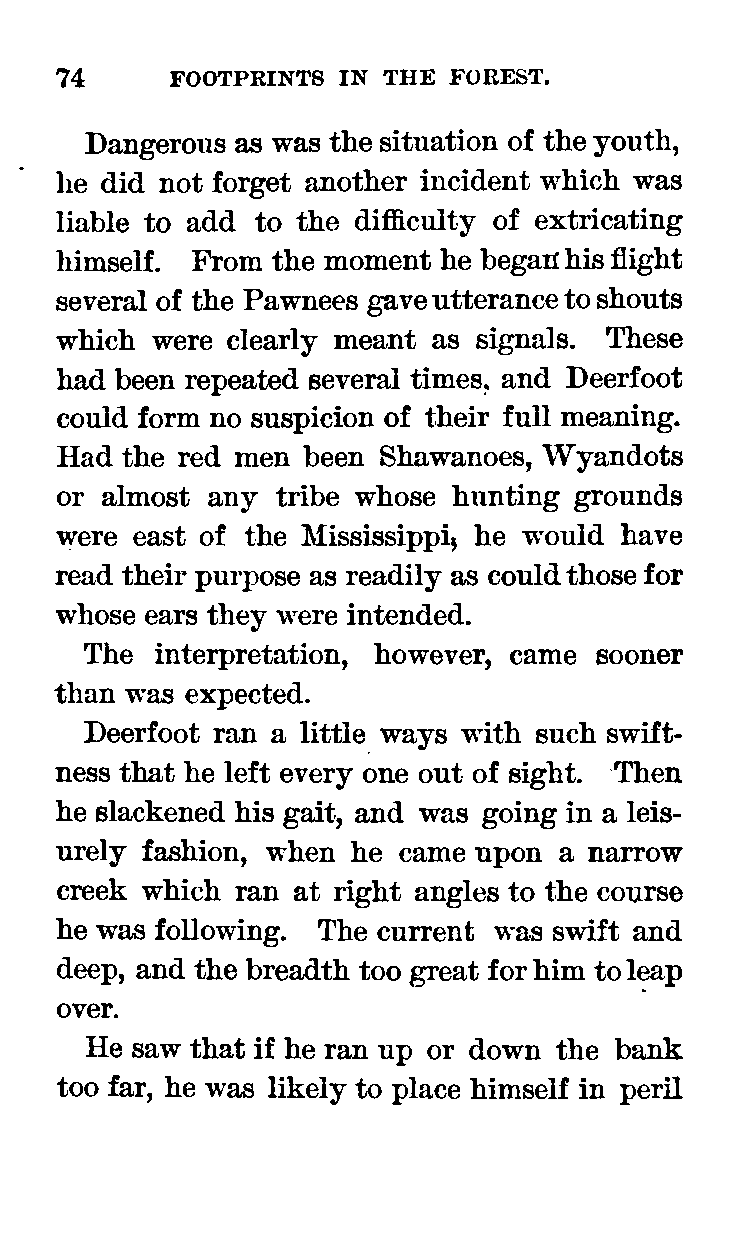 74 FOOTPRINTS IN THE FOREST.
Dangerous as was the situation of the youth,
he did not forget another incident which was
liable to add to the difficulty of extricating
himself. From the moment he began his flight
several of the Pawnees gave utterance to shouts
which were clearly meant as signals. These
had been repeated several times, and Deerfoot
could form no suspicion of their full meaning.
Had the red men been Shawanoes, Wyandots
or almost any tribe whose hunting grounds
were east of the Mississippi, he would have
read their purpose as readily as could those for
whose ears they were intended.
The interpretation, however, came sooner
than was expected.
Deerfoot ran a little ways with such swift-
ness that he left every one out of sight. Then
he slackened his gait, and was going in a leis-
urely fashion, when he came upon a narrow
creek which ran at right angles to the course
he was following. The current was swift and
deep, and the breadth too great for him to leap
over.
He saw that if he ran up or down the bank
too far, he was likely to place himself in peril